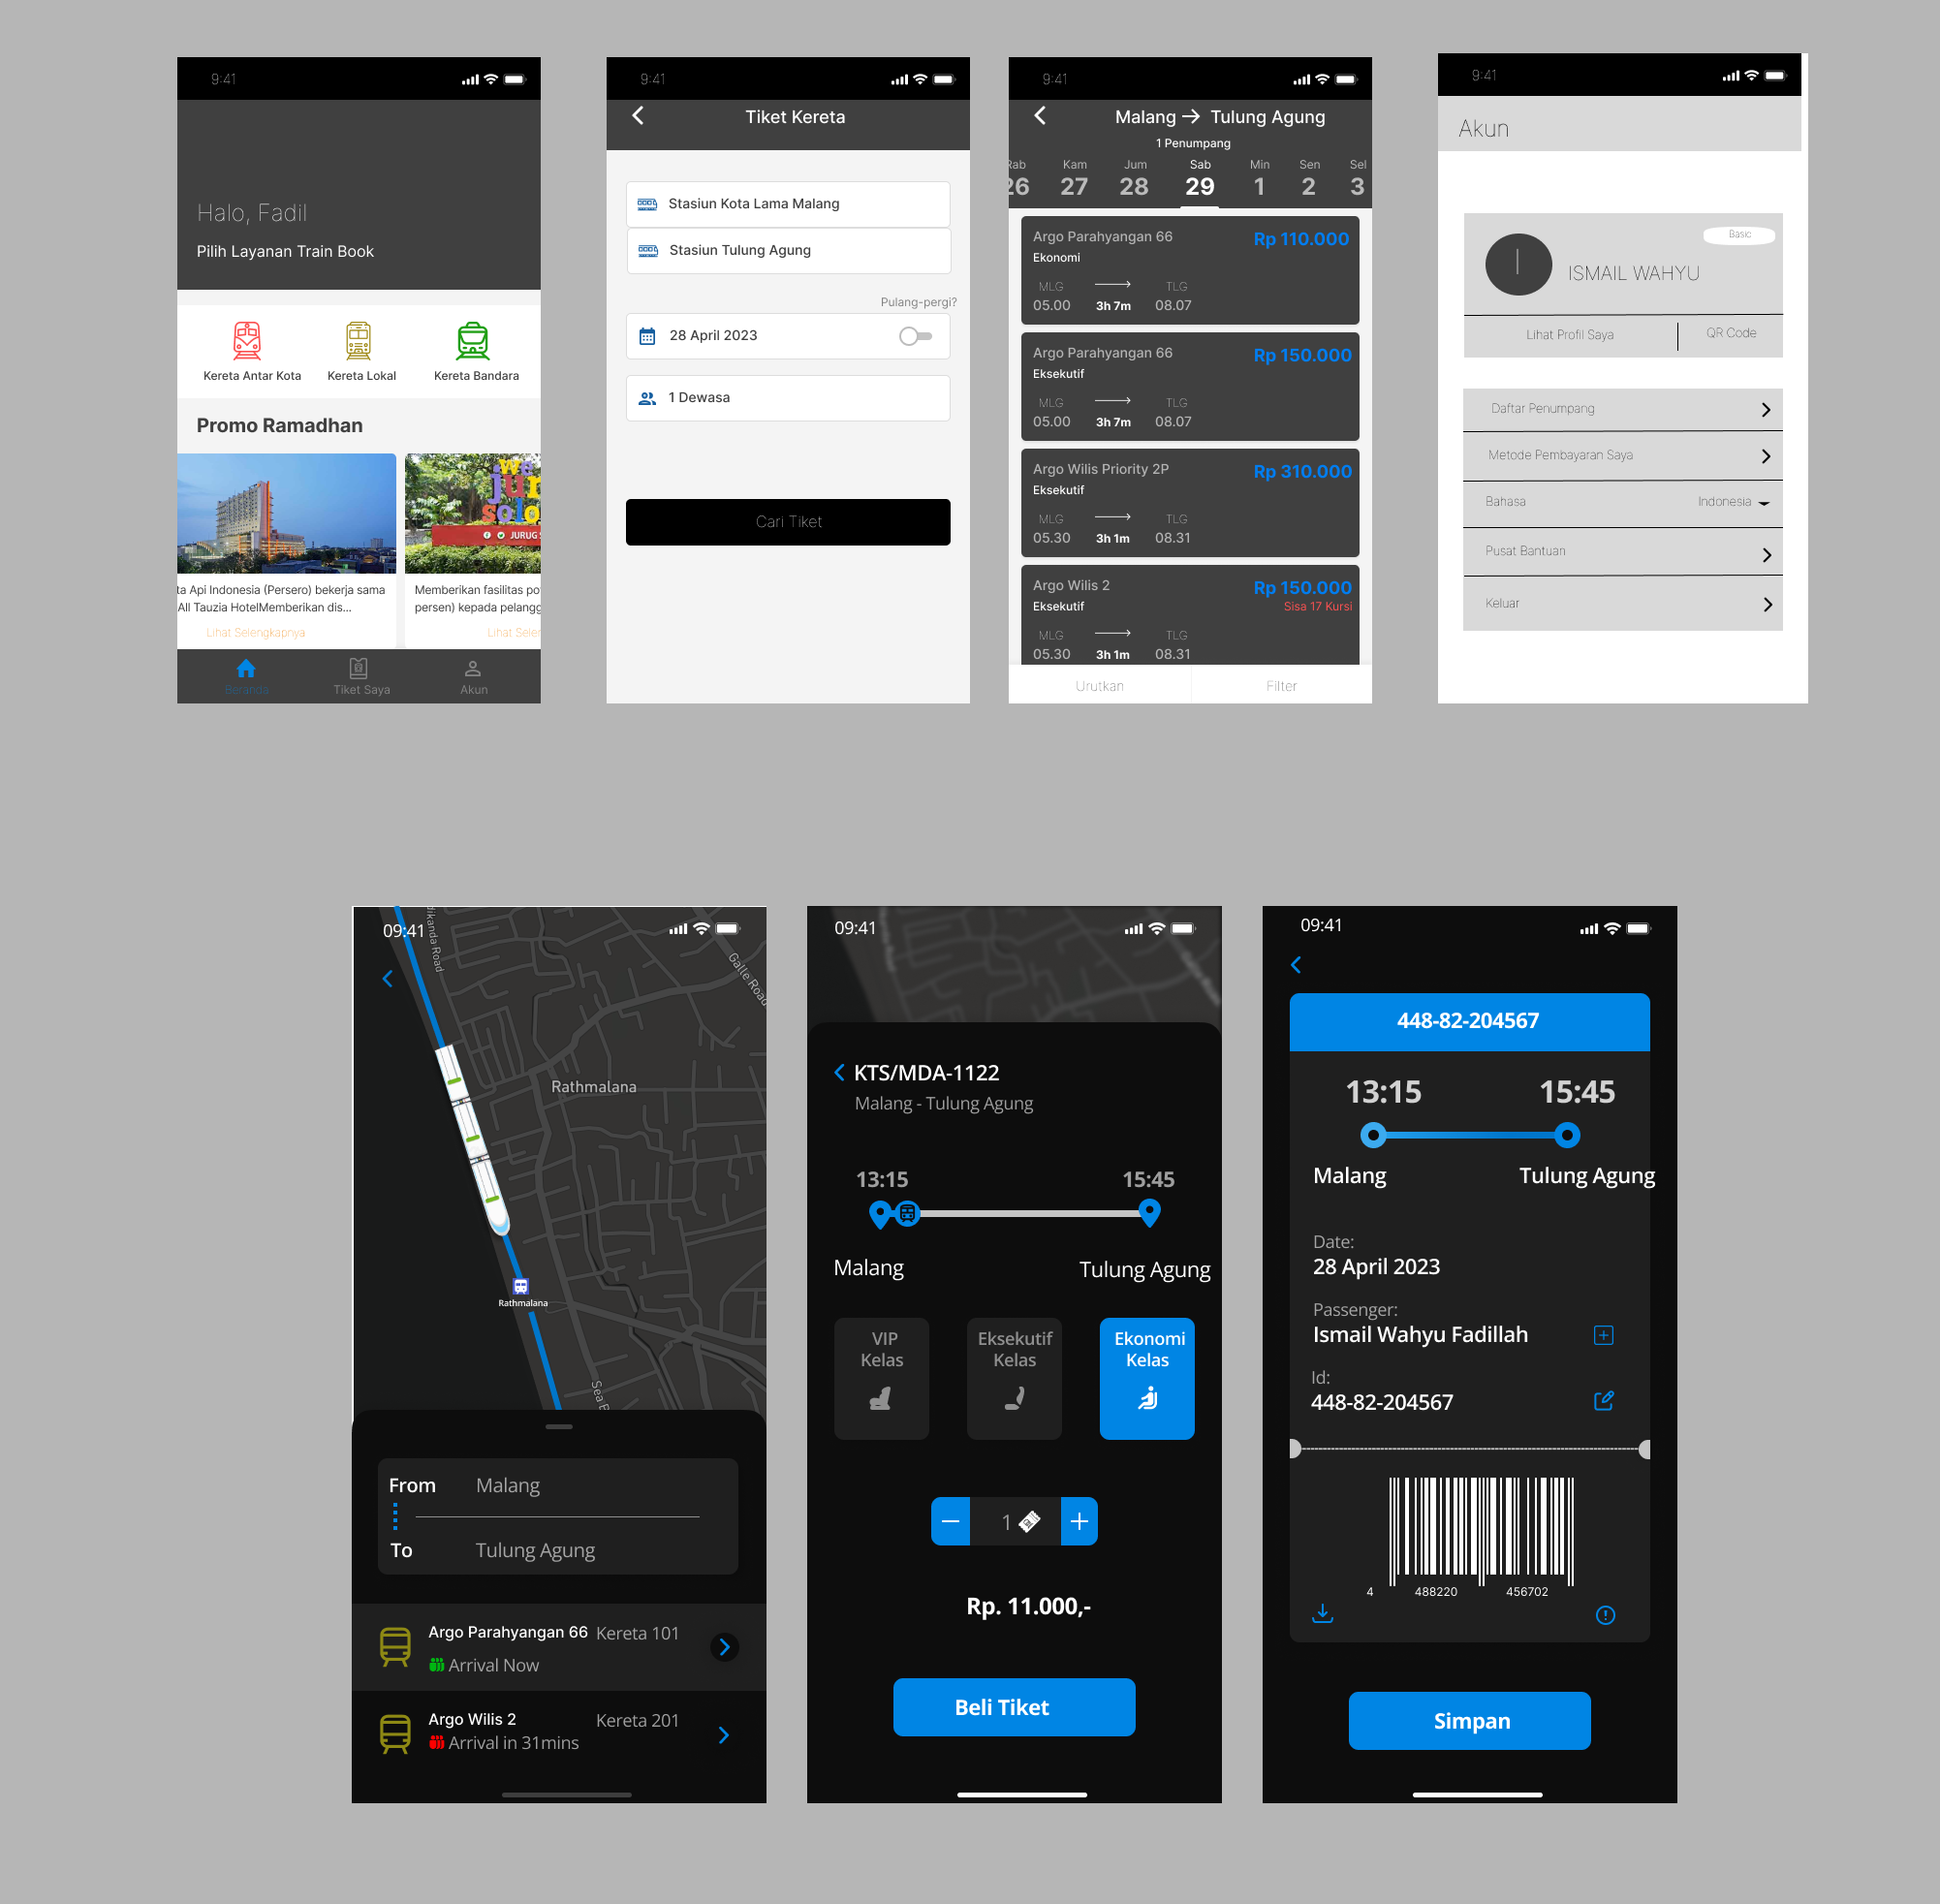 9:41
Halo, Fadil
Pilih Layanan Train Book
Kereta Antar Kota
Kereta Lokal
Kereta Bandara
Promo Ramadhan
ta Api Indonesia (Persero) bekerja sama
All Tauzia HotelMemberikan dis...
Lihat Selengkapnya
we
jur
solo
JURUG S
Memberikan fasilitas po
persen) kepada pelangg
Lihat Seler
Beranda
Tiket Saya
Akun
9:41
Tiket Kereta
Stasiun Kota Lama Malang
Stasiun Tulung Agung
Pulang-pergi?
28 April 2023
1 Dewasa
Cari Tiket
9:41
Malang → Tulung Agung
1 Penumpang
Rab Kam Jum Sab Min Sen Sel
26 27 28 29 1 2 3
Argo Parahyangan 66 Rp 110.000
Ekonomi
MLG TLG
05.00 3h 7m 08.07
Argo Parahyangan 66 Rp 150.000
Eksekutif
MLG TLG
05.00 3h 7m 08.07
Argo Wilis Priority 2P Rp 310.000
Eksekutif
MLG TLG
05.30 3h 1m 08.31
Argo Wilis 2 Rp 150.000
Eksekutif Sisa 17 Kursi
MLG TLG
05.30 3h 1m 08.31
Urutkan Filter
9:41
Akun
Basic
I
ISMAIL WAHYU
Lihat Profil Saya QR Code
Daftar Penumpang
Metode Pembayaran Saya
Bahasa Indonesia
Pusat Bantuan
Keluar
09:41
dikanda Road
Galle Road
Rathmalana
Rathmalana
Sea B
From Malang
To Tulung Agung
Argo Parahyangan 66 Kereta 101
Arrival Now
Argo Wilis 2 Kereta 201
Arrival in 31mins
09:41
KTS/MDA-1122
Malang - Tulung Agung
13:15 15:45
Malang Tulung Agung
VIP
Kelas
Eksekutif
Kelas
Ekonomi
Kelas
1
Rp. 11.000,-
Beli Tiket
09:41
448-82-204567
13:15 15:45
Malang Tulung Agung
Date:
28 April 2023
Passenger:
Ismail Wahyu Fadillah
Id:
448-82-204567
4 488220 456702
Simpan